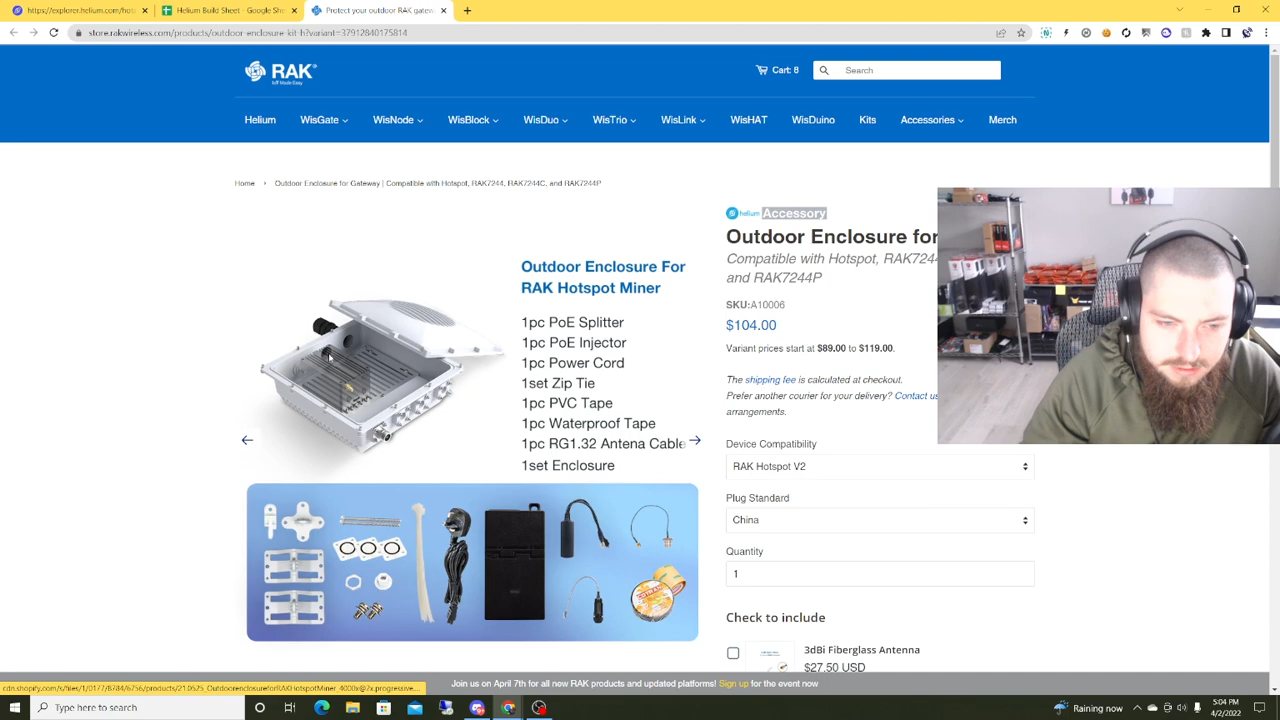 https://explorer.helium.com/hots
Helium Build Sheet - Google She
Protect your outdoor RAK gatew
store.rakwireless.com/products/outdoor-enclosure-kit-h?variant=37912840175814
RAK
IoT Made Easy
Cart: 8
Search
Helium
WisGate
WisNode
WisBlock
WisDuo
WisTrio
WisLink
WisHAT
WisDuino
Kits
Accessories
Merch
Home > Outdoor Enclosure for Gateway | Compatible with Hotspot, RAK7244, RAK7244C, and RAK7244P
helium Accessory
Outdoor Enclosure for
Compatible with Hotspot, RAK7244
and RAK7244P
SKU:A10006
$104.00
Variant prices start at $89.00 to $119.00.
The shipping fee is calculated at checkout.
Prefer another courier for your delivery? Contact us
arrangements.
Device Compatibility
RAK Hotspot V2
Plug Standard
China
Quantity
1
Check to include
3dBi Fiberglass Antenna
$27.50 USD
Outdoor Enclosure For
RAK Hotspot Miner
1pc PoE Splitter
1pc PoE Injector
1pc Power Cord
1set Zip Tie
1pc PVC Tape
1pc Waterproof Tape
1pc RG1.32 Antena Cable
1set Enclosure
Join us on April 7th for all new RAK products and updated platforms! Sign up for the event now
Type here to search
Raining now
5:04 PM
4/2/2022